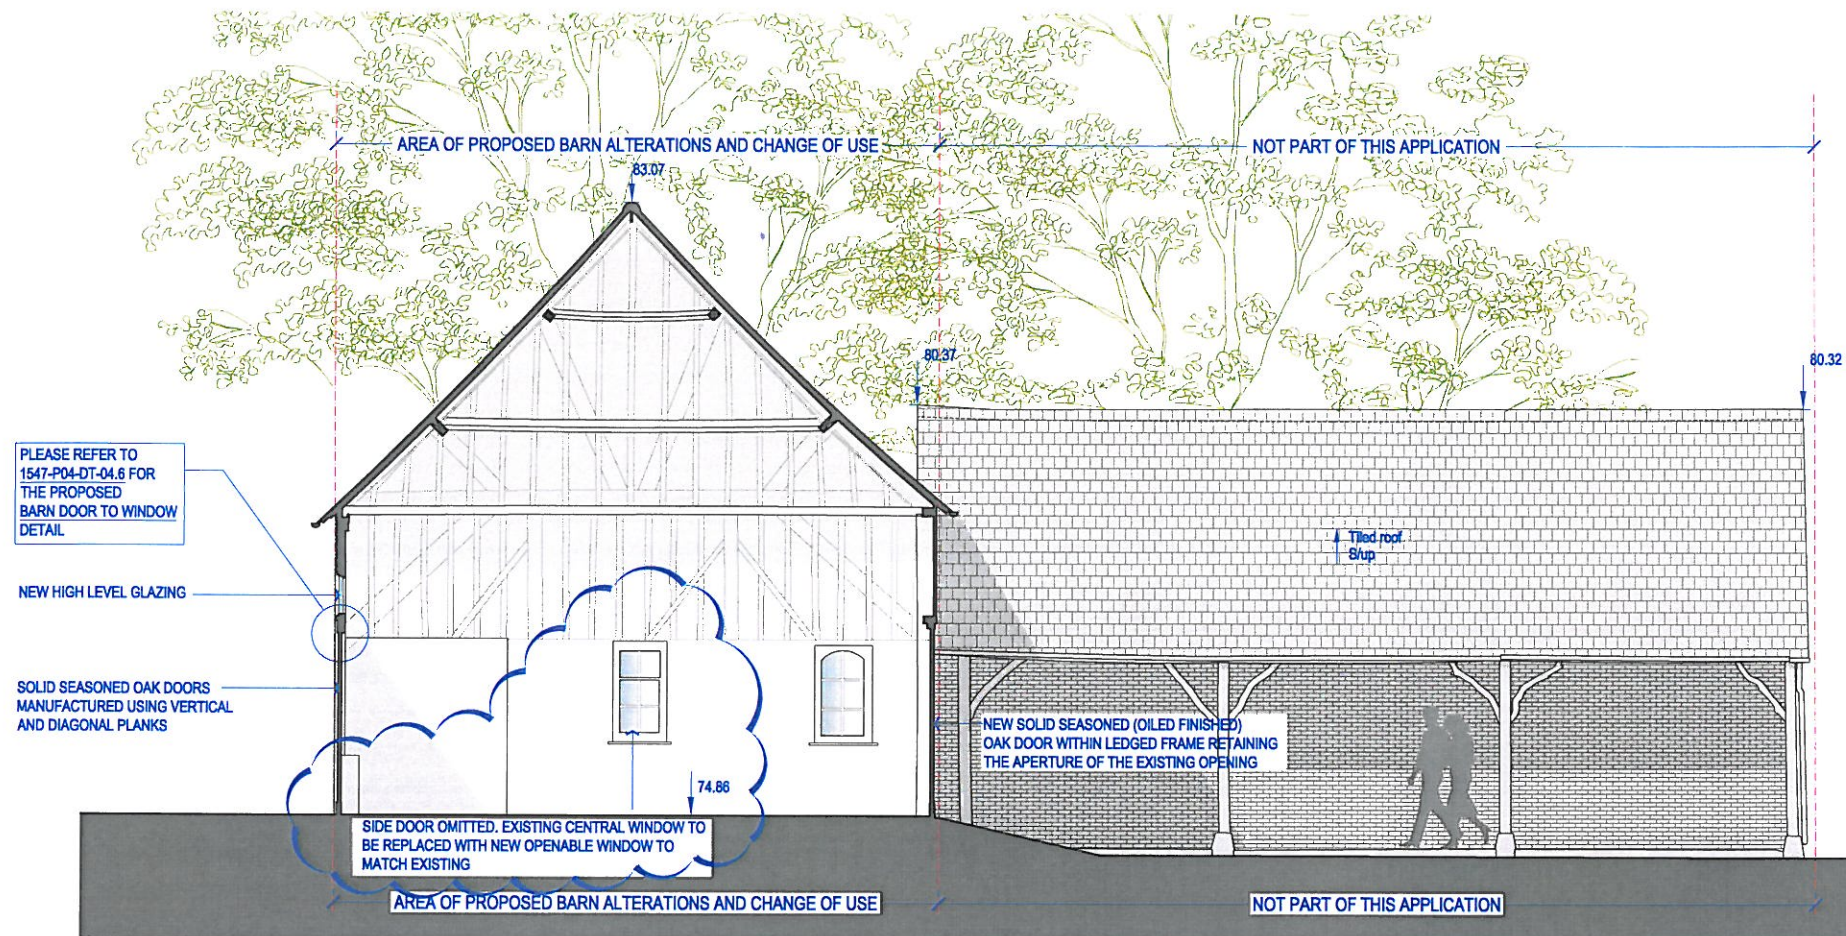 AREA OF PROPOSED BARN ALTERATIONS AND CHANGE OF USE
NOT PART OF THIS APPLICATION
83.07
80.37
80.32
PLEASE REFER TO
1547-P04-DT-04.6 FOR
THE PROPOSED
BARN DOOR TO WINDOW
DETAIL
Tiled roof
S/up
NEW HIGH LEVEL GLAZING
SOLID SEASONED OAK DOORS
MANUFACTURED USING VERTICAL
AND DIAGONAL PLANKS
NEW SOLID SEASONED (OILED FINISHED)
OAK DOOR WITHIN LEDGED FRAME RETAINING
THE APERTURE OF THE EXISTING OPENING
74.86
SIDE DOOR OMITTED. EXISTING CENTRAL WINDOW TO
BE REPLACED WITH NEW OPENABLE WINDOW TO
MATCH EXISTING
AREA OF PROPOSED BARN ALTERATIONS AND CHANGE OF USE
NOT PART OF THIS APPLICATION